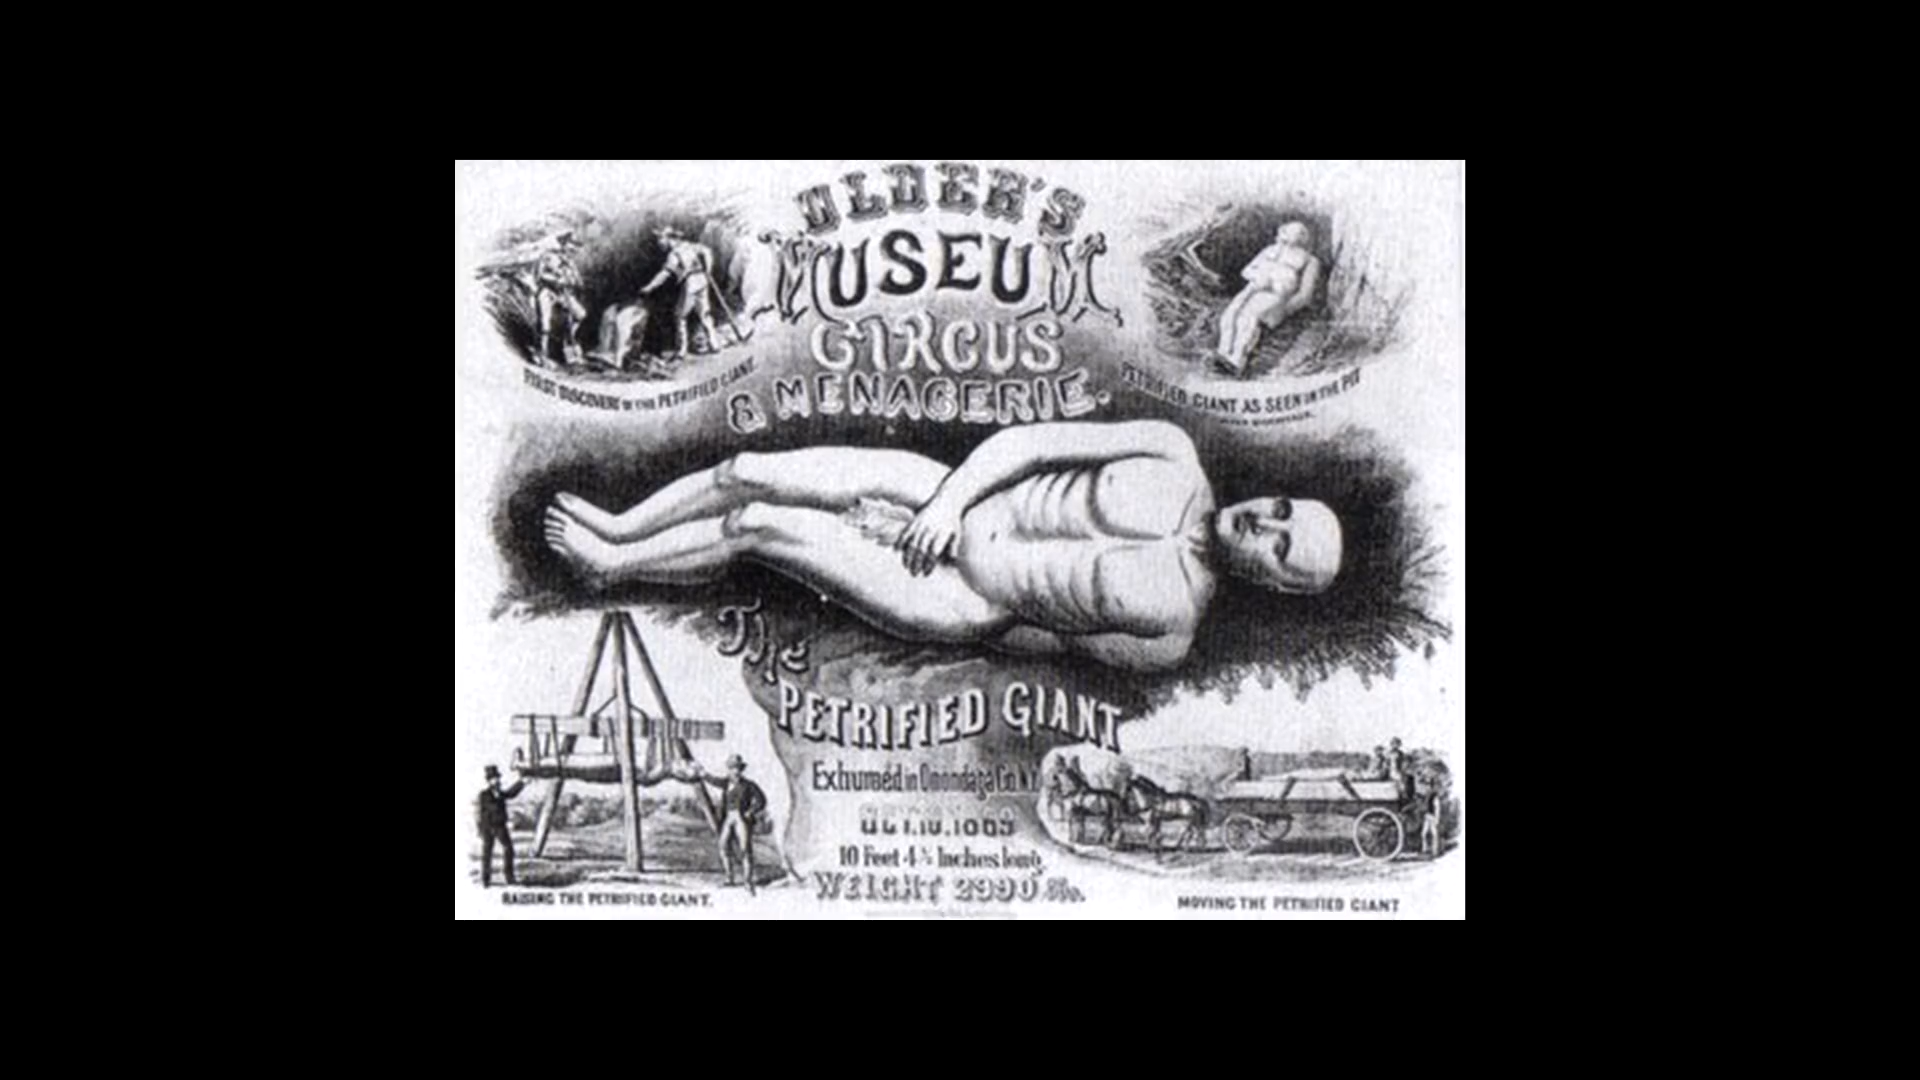 OLDER'S
MUSEUM
CIRCUS
& MENAGERIE.
FIRST DISCOVERY OF THE PETRIFIED GIANT.
PETRIFIED GIANT AS SEEN IN THE PIT
The
PETRIFIED GIANT
Exhumed in Onondaga Co. N.Y.
OCT. 16.
10 Feet 4½ Inches long,
WEIGHT 2990 lbs.
RAISING THE PETRIFIED GIANT.
MOVING THE PETRIFIED GIANT